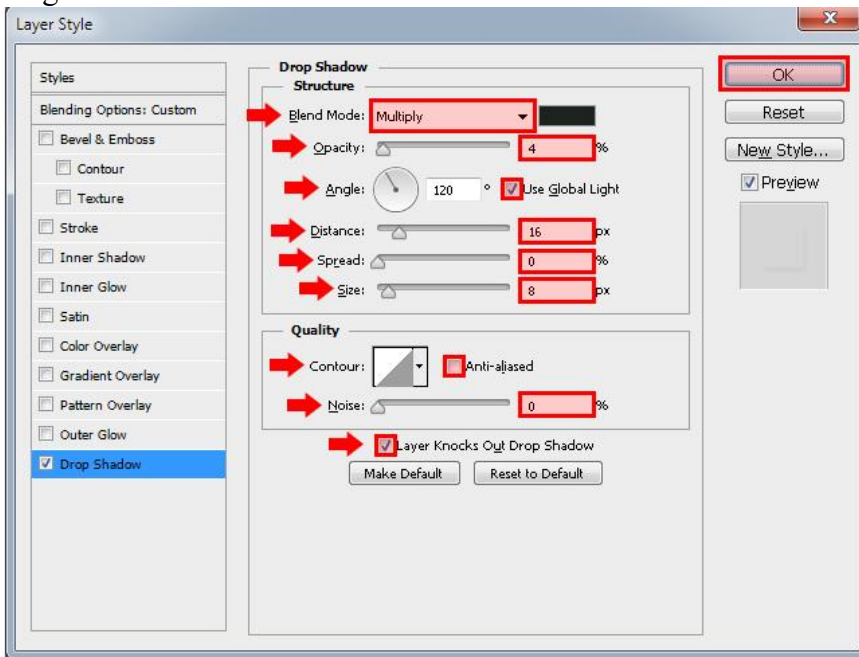 Layer Style
Styles
Blending Options: Custom
Bevel & Emboss
Contour
Texture
Stroke
Inner Shadow
Inner Glow
Satin
Color Overlay
Gradient Overlay
Pattern Overlay
Outer Glow
Drop Shadow
Drop Shadow
Structure
Blend Mode: Multiply
Opacity: 4 %
Angle: 120 ° Use Global Light
Distance: 16 px
Spread: 0 %
Size: 8 px
Quality
Contour: Anti-aliased
Noise: 0 %
Layer Knocks Out Drop Shadow
Make Default Reset to Default
OK
Reset
New Style...
Preview